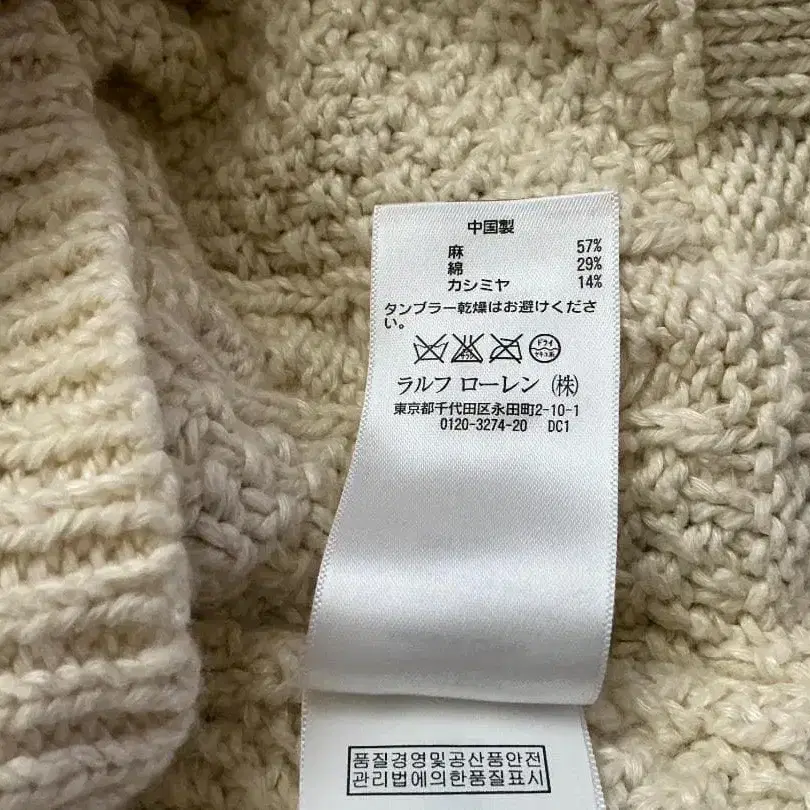 中国製
麻 57%
綿 29%
カシミヤ 14%
タンブラー乾燥はお避けくださ
い。
ドライ
ラルフ ローレン (株)
東京都千代田区永田町2-10-1
0120-3274-20 DC1
품질경영및공산품안전
관리법에의한품질표시